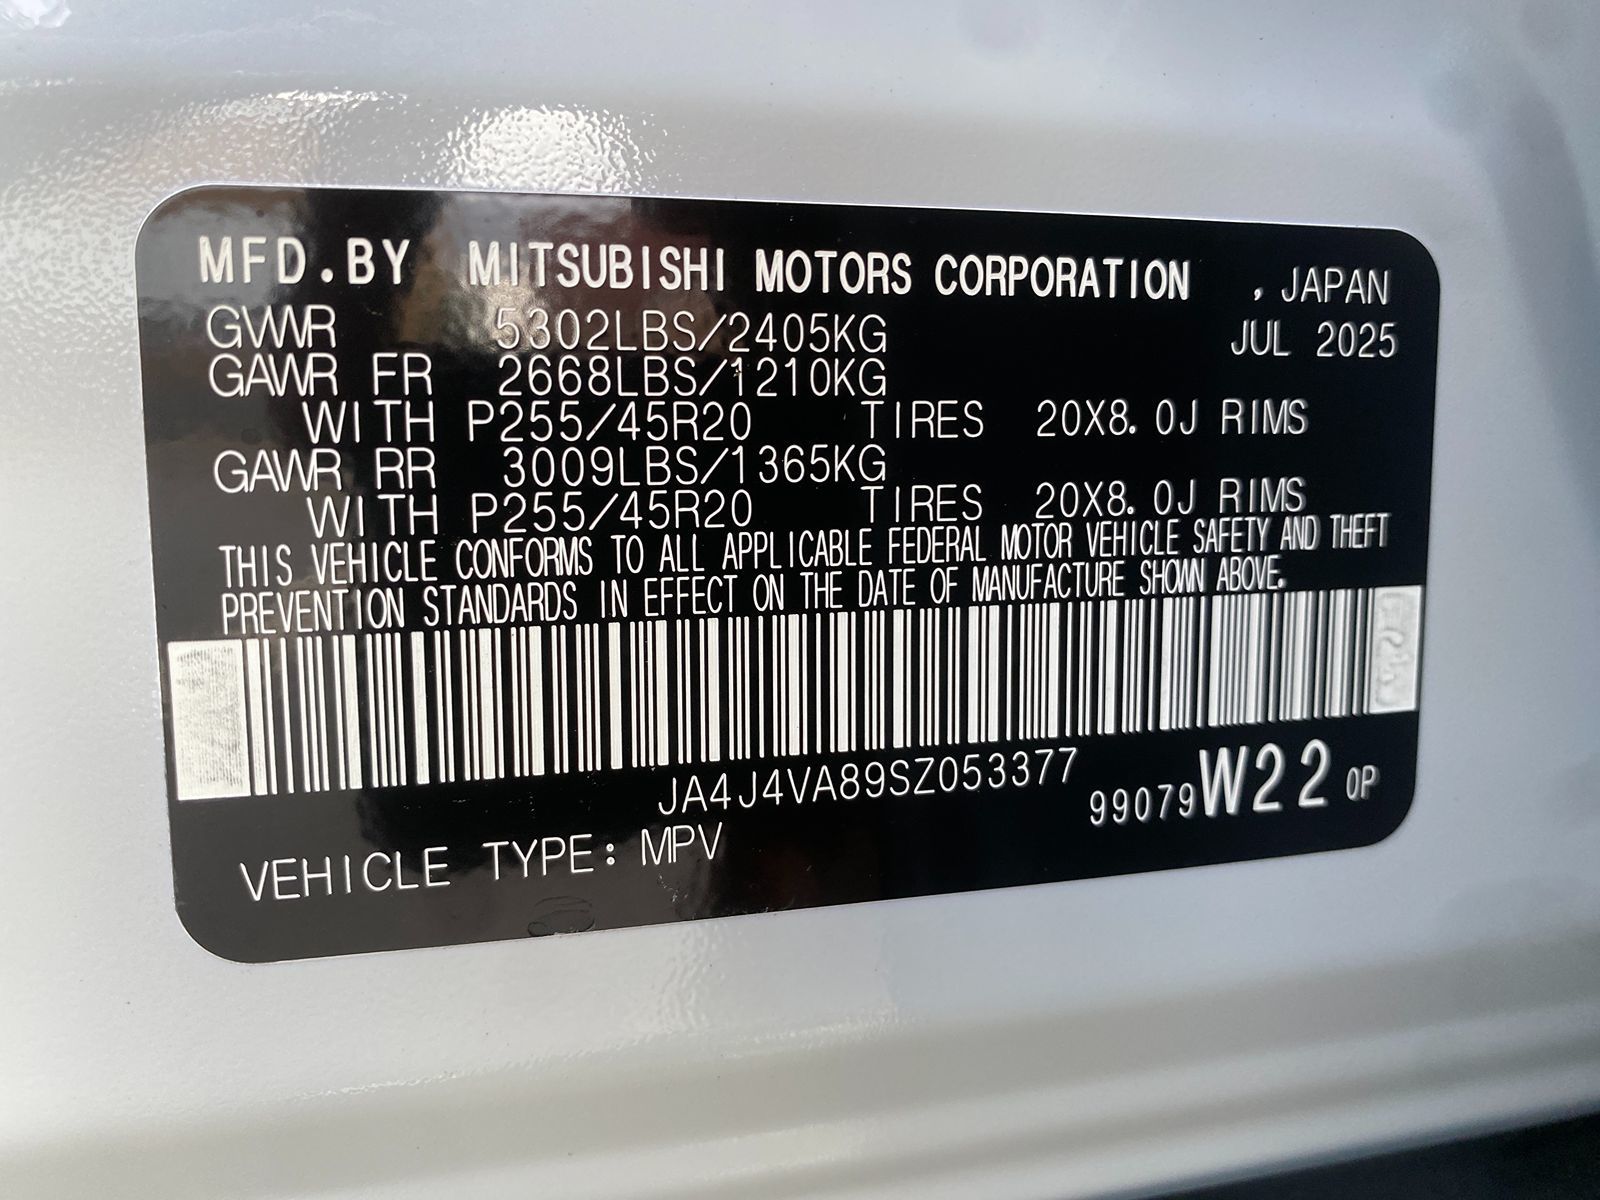 MFD.BY MITSUBISHI MOTORS CORPORATION , JAPAN
GVWR 5302LBS/2405KG JUL 2025
GAWR FR 2668LBS/1210KG
WITH P255/45R20 TIRES 20X8.0J RIMS
GAWR RR 3009LBS/1365KG
WITH P255/45R20 TIRES 20X8.0J RIMS
THIS VEHICLE CONFORMS TO ALL APPLICABLE FEDERAL MOTOR VEHICLE SAFETY AND THEFT
PREVENTION STANDARDS IN EFFECT ON THE DATE OF MANUFACTURE SHOWN ABOVE.
JA4J4VA89SZ053377
99079W220P
VEHICLE TYPE: MPV